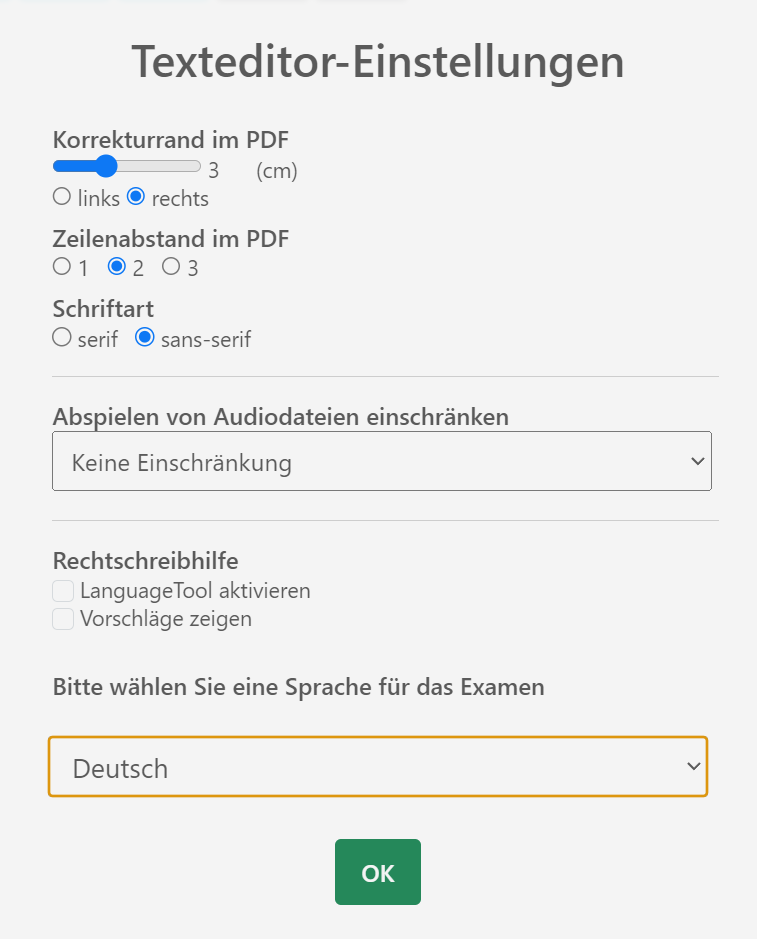 Texteditor-Einstellungen
Korrekturrand im PDF
3 (cm)
links rechts
Zeilenabstand im PDF
1 2 3
Schriftart
serif sans-serif
Abspielen von Audiodateien einschränken
Keine Einschränkung
Rechtschreibhilfe
LanguageTool aktivieren
Vorschläge zeigen
Bitte wählen Sie eine Sprache für das Examen
Deutsch
OK